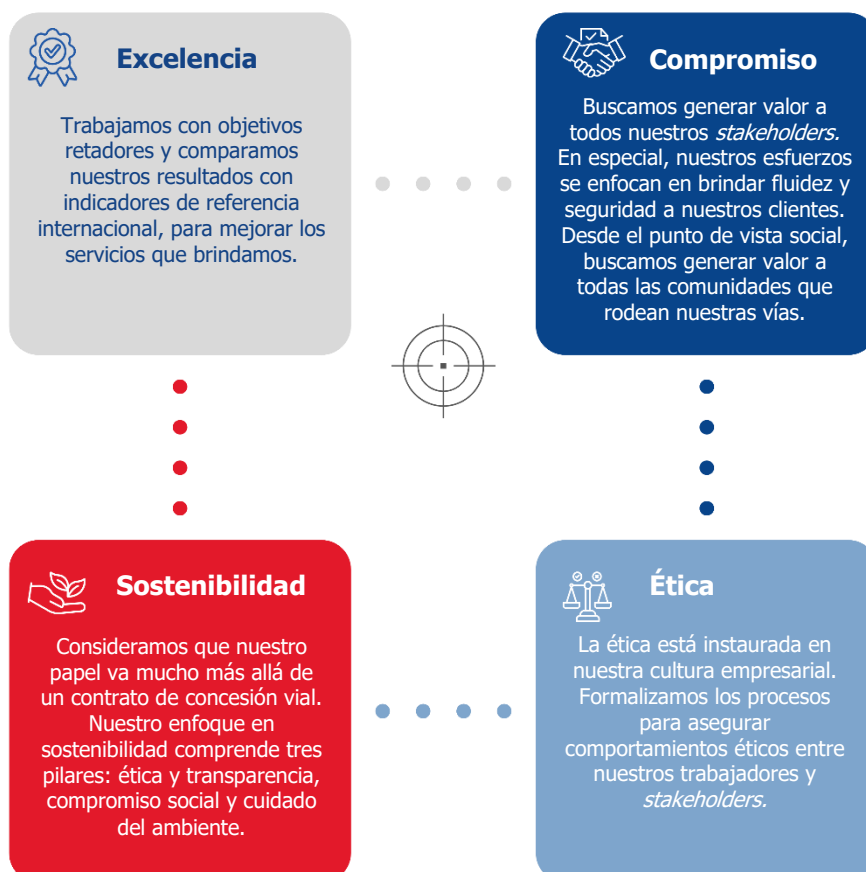 Excelencia
Trabajamos con objetivos
retadores y comparamos
nuestros resultados con
indicadores de referencia
internacional, para mejorar los
servicios que brindamos.
Compromiso
Buscamos generar valor a
todos nuestros stakeholders.
En especial, nuestros esfuerzos
se enfocan en brindar fluidez y
seguridad a nuestros clientes.
Desde el punto de vista social,
buscamos generar valor a
todas las comunidades que
rodean nuestras vías.
Sostenibilidad
Consideramos que nuestro
papel va mucho más allá de
un contrato de concesión vial.
Nuestro enfoque en
sostenibilidad comprende tres
pilares: ética y transparencia,
compromiso social y cuidado
del ambiente.
Ética
La ética está instaurada en
nuestra cultura empresarial.
Formalizamos los procesos
para asegurar
comportamientos éticos entre
nuestros trabajadores y
stakeholders.